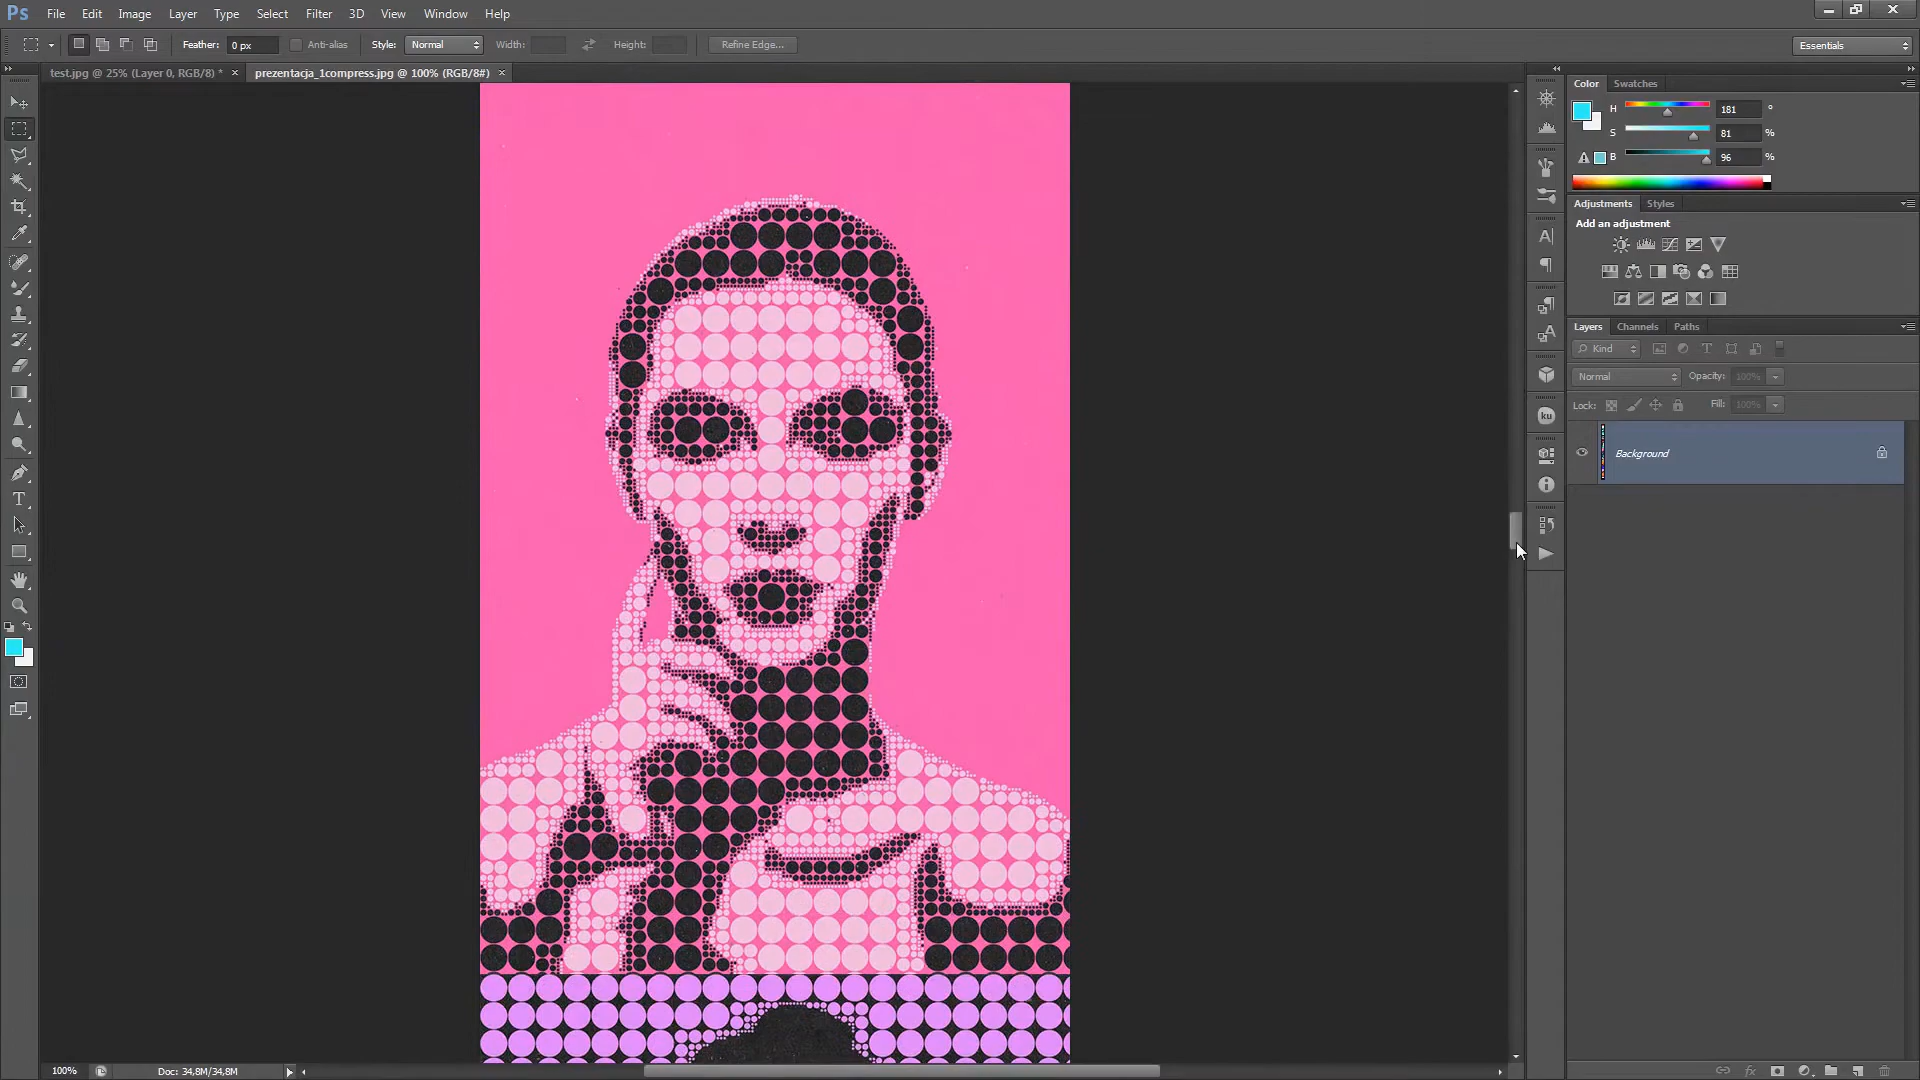 Ps File Edit Image Layer Type Select Filter 3D View Window Help
Feather: 0 px Anti-alias Style: Normal Width: Height: Refine Edge... Essentials
test.jpg @ 25% (Layer 0, RGB/8) * × prezentacja_1compress.jpg @ 100% (RGB/8#) ×
Color Swatches
H 181 °
S 81 %
B 96 %
Adjustments Styles
Add an adjustment
Layers Channels Paths
Kind
Normal Opacity: 100%
Lock: Fill: 100%
ku
Background
100% Doc: 34,8M/34,8M